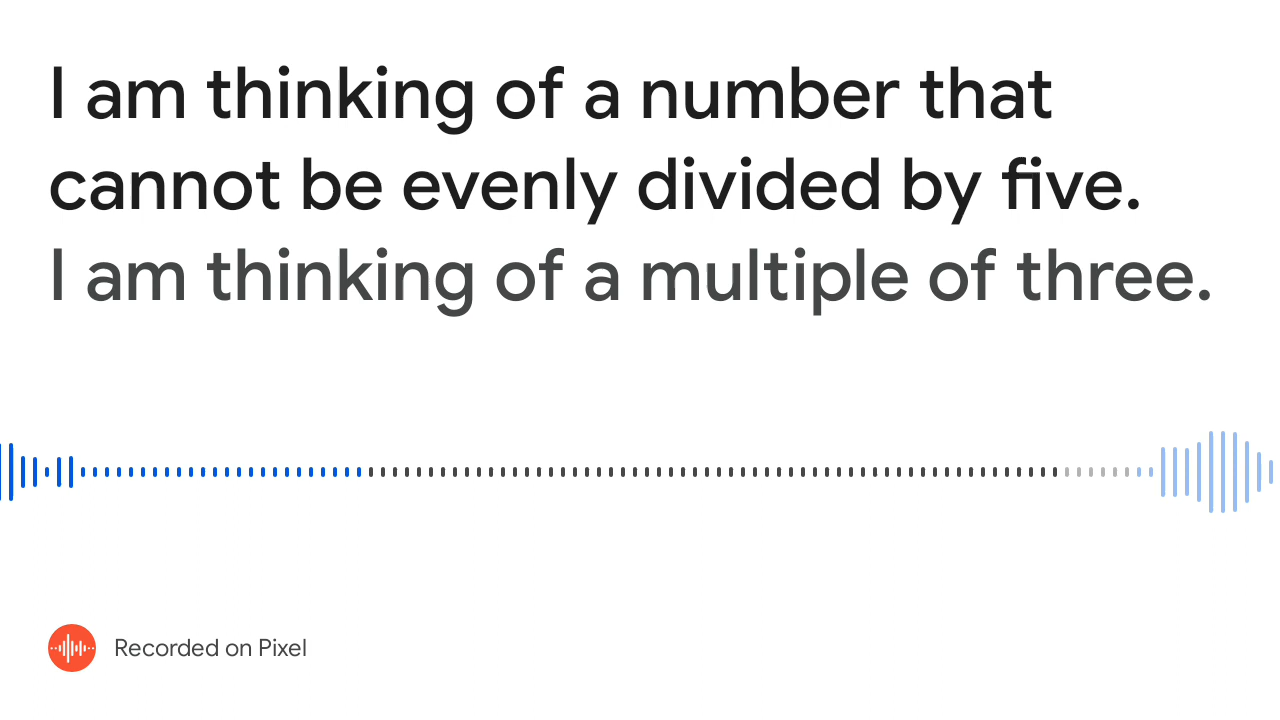 I am thinking of a number that
cannot be evenly divided by five.
I am thinking of a multiple of three.
Recorded on Pixel